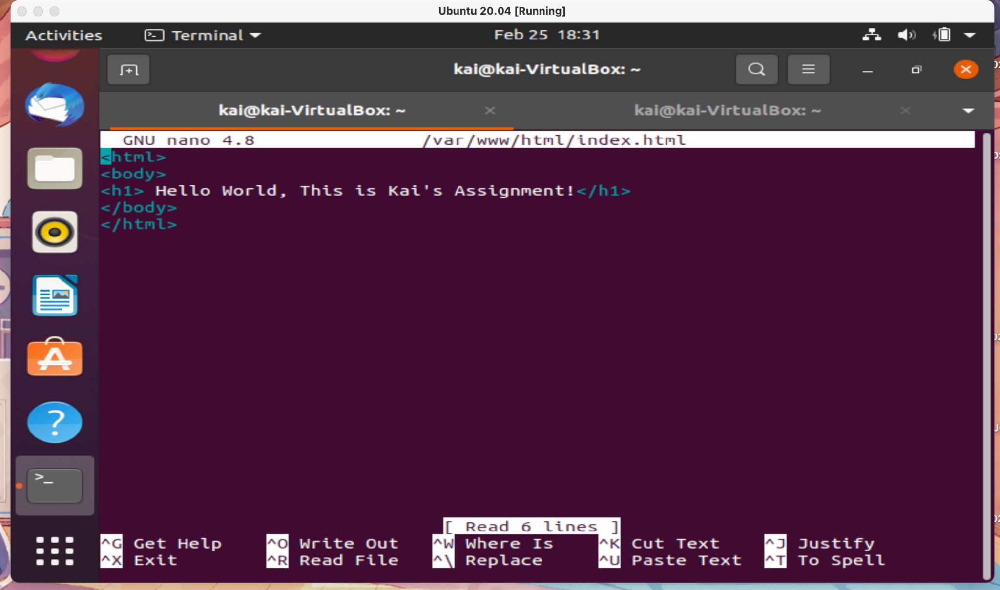 Ubuntu 20.04 [Running]
Activities Terminal Feb 25 18:31
kai@kai-VirtualBox: ~
kai@kai-VirtualBox: ~ kai@kai-VirtualBox: ~
GNU nano 4.8 /var/www/html/index.html
<html>
<body>
<h1> Hello World, This is Kai's Assignment!</h1>
</body>
</html>
[ Read 6 lines ]
^G Get Help ^O Write Out ^W Where Is ^K Cut Text ^J Justify
^X Exit ^R Read File ^\ Replace ^U Paste Text ^T To Spell